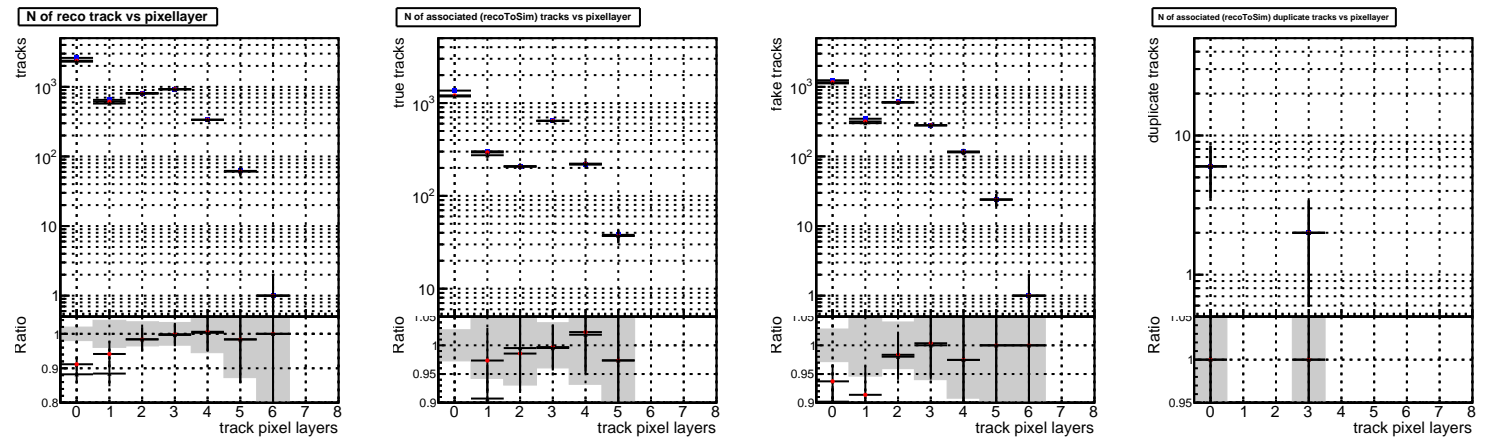 N of reco track vs pixellayer
tracks
10³
10²
10
1
Ratio
1
0.9
0.8
0 1 2 3 4 5 6 7 8
track pixel layers
N of associated (recoToSim) tracks vs pixellayer
true tracks
10³
10²
10
Ratio
1.05
1
0.95
0.9
0 1 2 3 4 5 6 7 8
track pixel layers
fake tracks
10³
10²
10
1
Ratio
1.05
1
0.95
0.9
0 1 2 3 4 5 6 7 8
track pixel layers
N of associated (recoToSim) duplicate tracks vs pixellayer
duplicate tracks
10
1
Ratio
1.05
1
0.95
0 1 2 3 4 5 6 7 8
track pixel layers